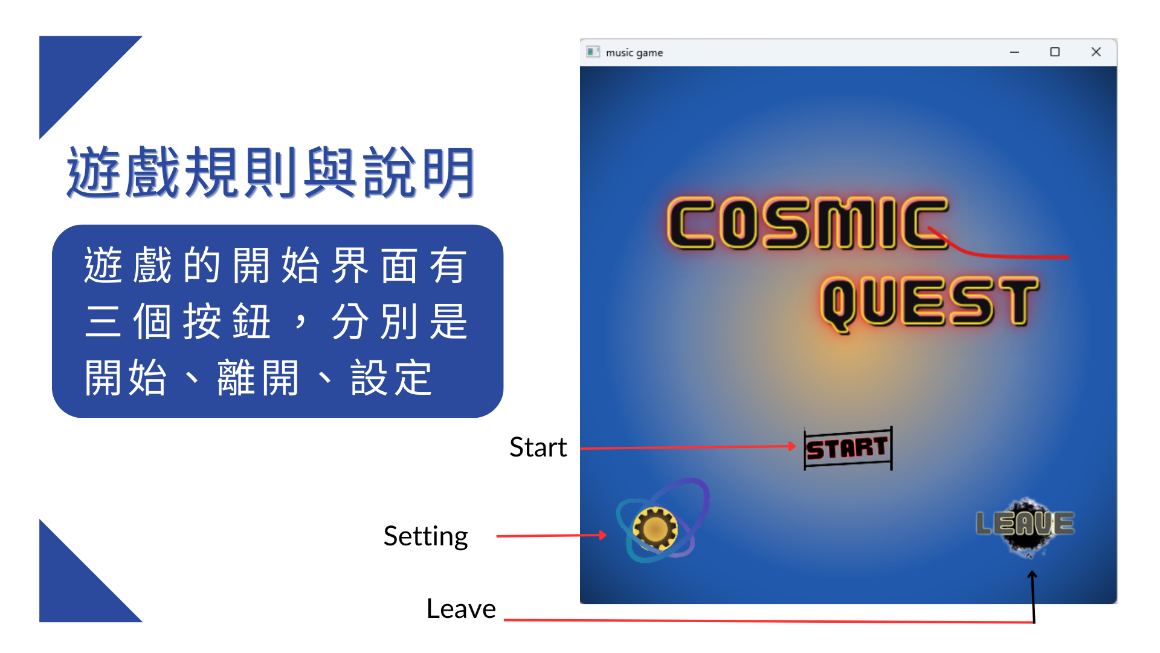 遊戲規則與說明
遊戲的開始界面有
三個按鈕，分別是
開始、離開、設定
music game
COSMIC
QUEST
Start
START
Setting
LEAVE
Leave